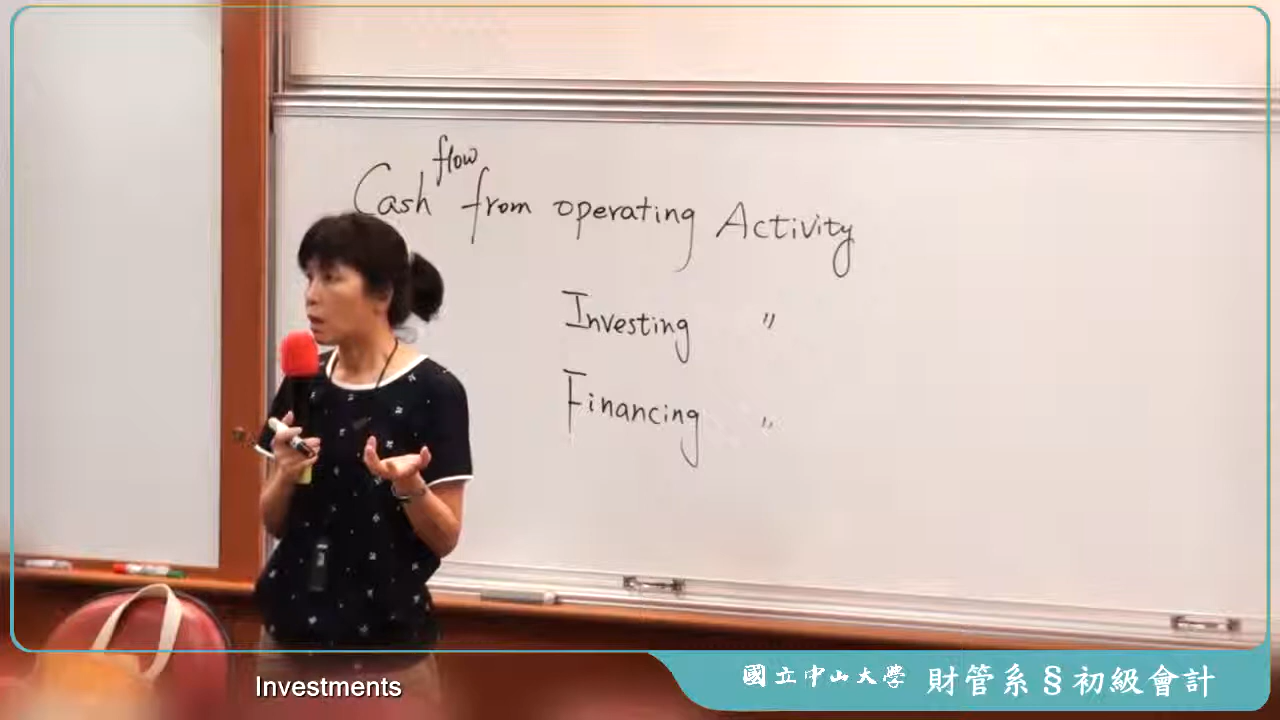 flow
Cash from operating Activity
Investing "
Financing "
Investments
國立中山大學 財管系§初級會計